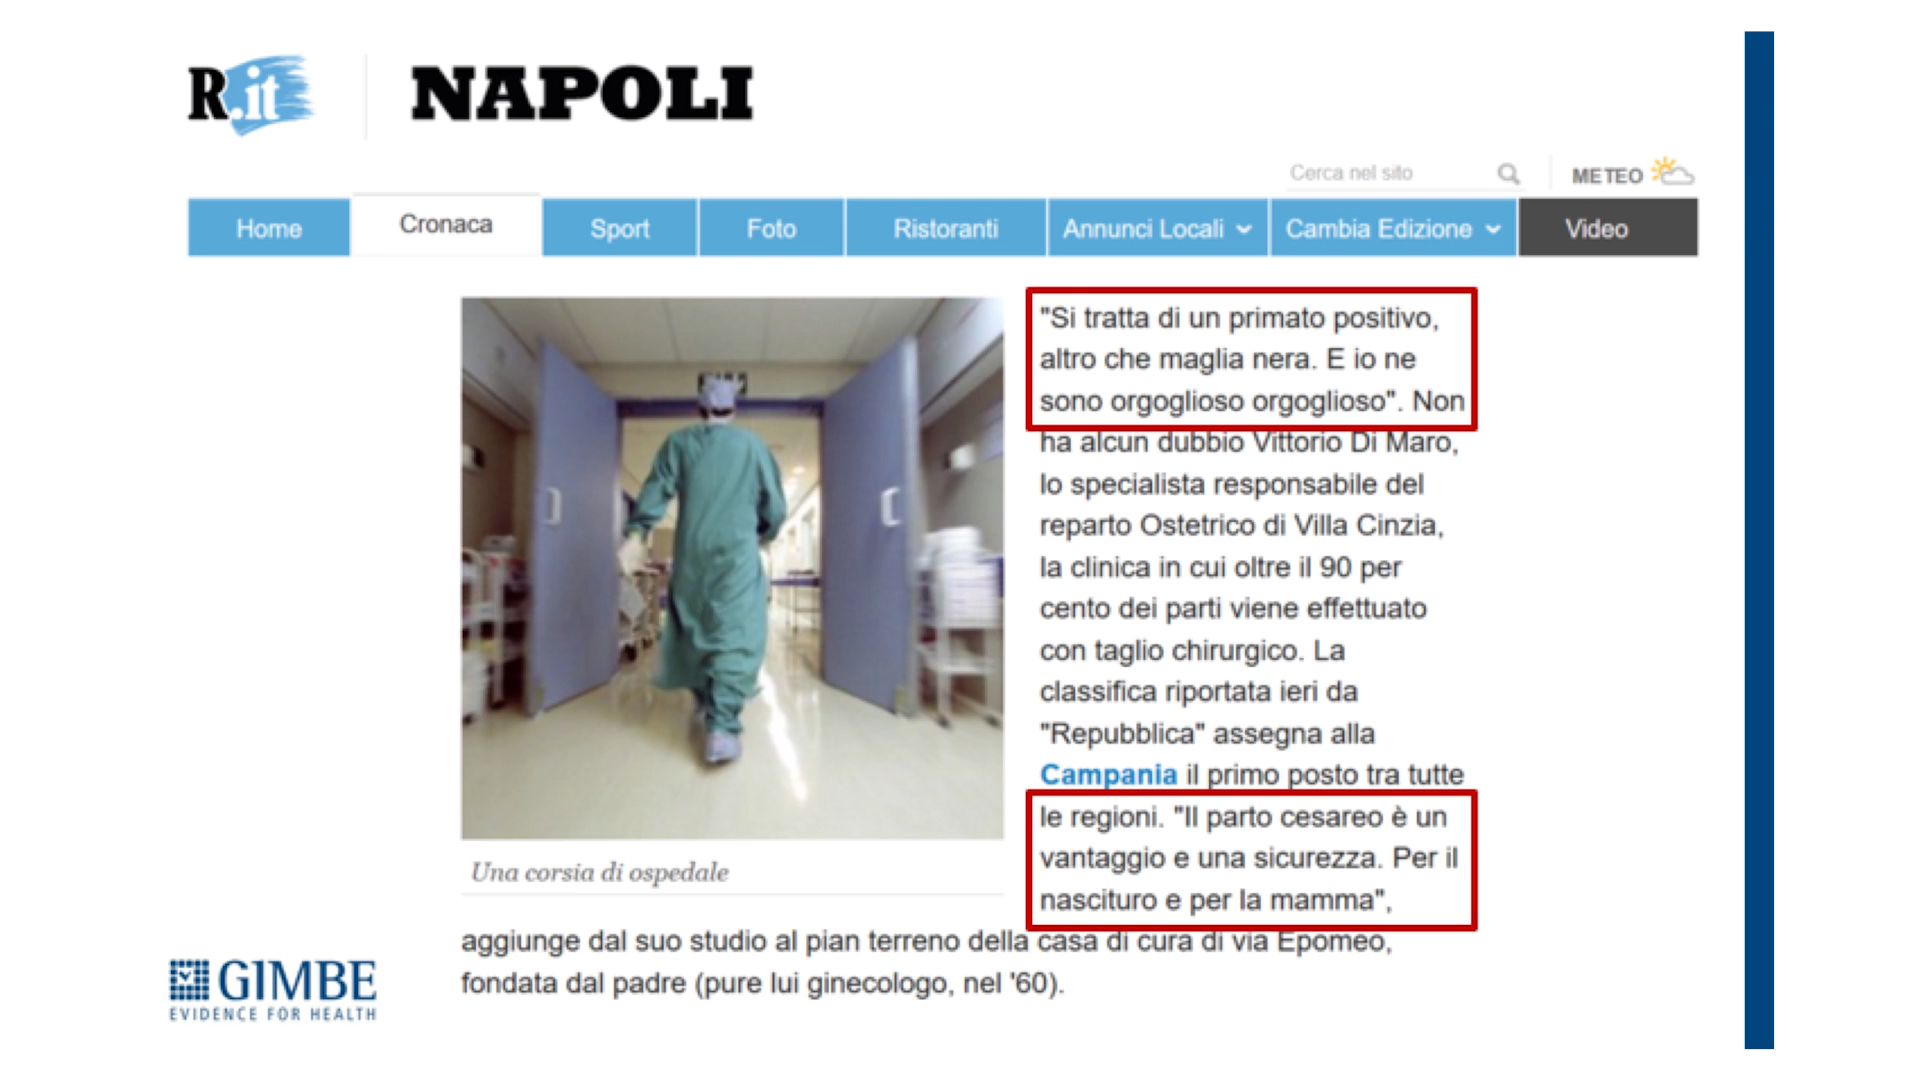 R.it
NAPOLI
Cerca nel sito
METEO
Home
Cronaca
Sport
Foto
Ristoranti
Annunci Locali
Cambia Edizione
Video
"Si tratta di un primato positivo,
altro che maglia nera. E io ne
sono orgoglioso orgoglioso". Non
ha alcun dubbio Vittorio Di Maro,
lo specialista responsabile del
reparto Ostetrico di Villa Cinzia,
la clinica in cui oltre il 90 per
cento dei parti viene effettuato
con taglio chirurgico. La
classifica riportata ieri da
"Repubblica" assegna alla
Campania il primo posto tra tutte
le regioni. "Il parto cesareo è un
vantaggio e una sicurezza. Per il
nascituro e per la mamma",
aggiunge dal suo studio al pian terreno della casa di cura di via Epomeo,
fondata dal padre (pure lui ginecologo, nel '60).
Una corsia di ospedale
GIMBE
EVIDENCE FOR HEALTH